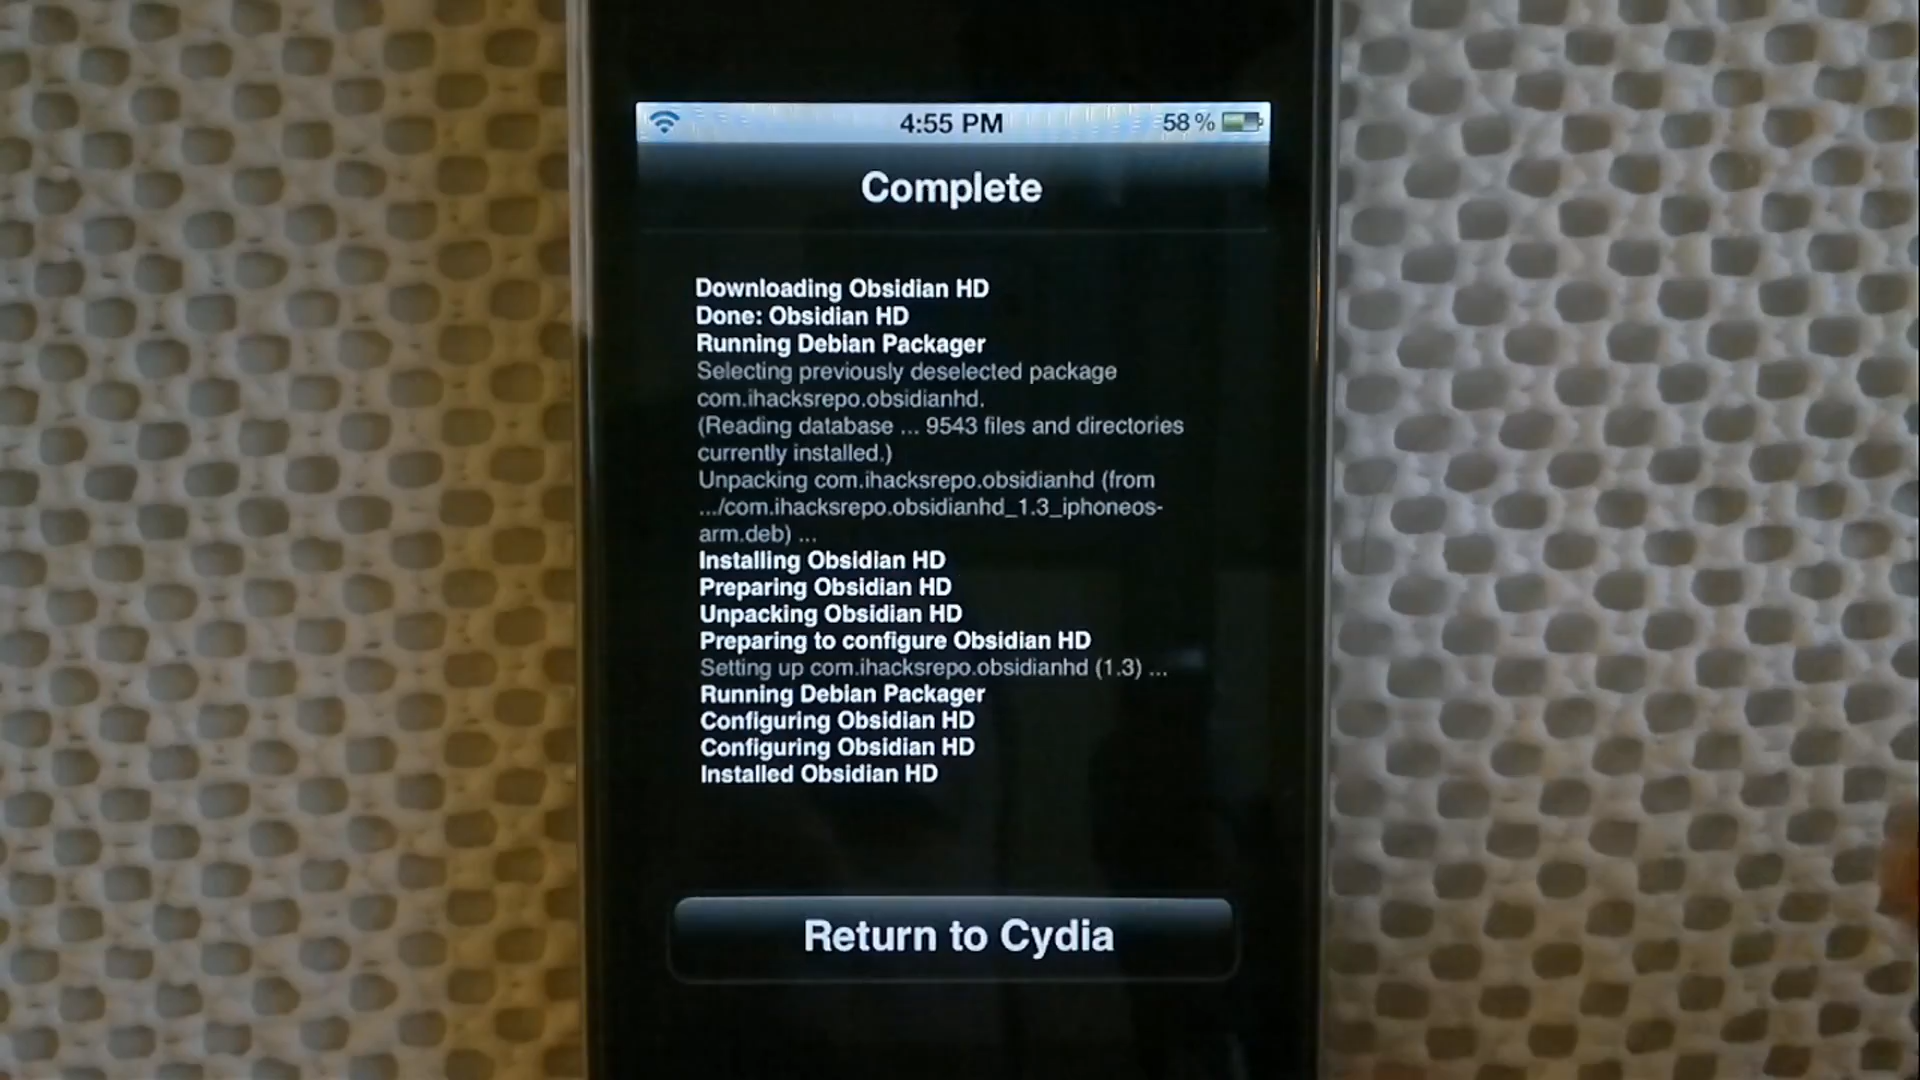 4:55 PM 58%
Complete
Downloading Obsidian HD
Done: Obsidian HD
Running Debian Packager
Selecting previously deselected package
com.ihacksrepo.obsidianhd.
(Reading database ... 9543 files and directories
currently installed.)
Unpacking com.ihacksrepo.obsidianhd (from
.../com.ihacksrepo.obsidianhd_1.3_iphoneos-
arm.deb) ...
Installing Obsidian HD
Preparing Obsidian HD
Unpacking Obsidian HD
Preparing to configure Obsidian HD
Setting up com.ihacksrepo.obsidianhd (1.3) ...
Running Debian Packager
Configuring Obsidian HD
Configuring Obsidian HD
Installed Obsidian HD
Return to Cydia